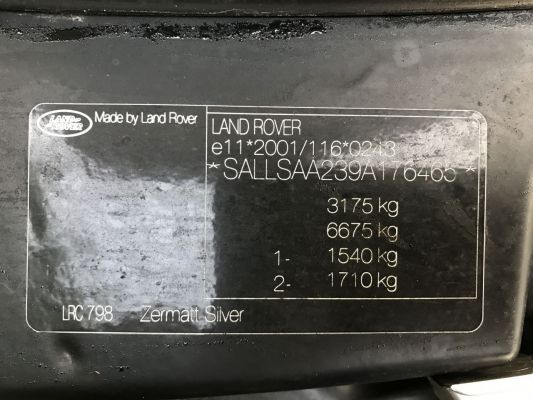 LAND ROVER
Made by Land Rover
LAND ROVER
e11*2001/116*0243
*SALLSAA239A176465*
3175 kg
6675 kg
1- 1540 kg
2- 1710 kg
LRC 798 Zermatt Silver